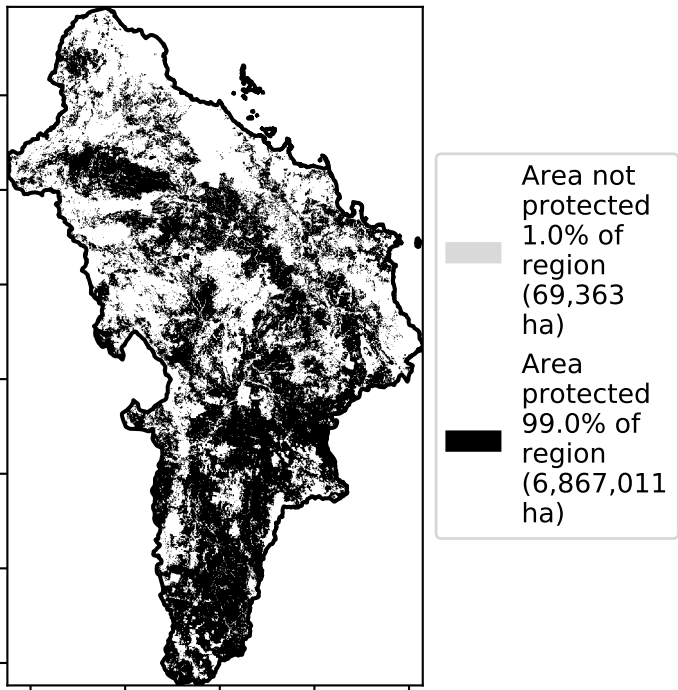 Area not
protected
1.0% of
region
(69,363
ha)
Area
protected
99.0% of
region
(6,867,011
ha)